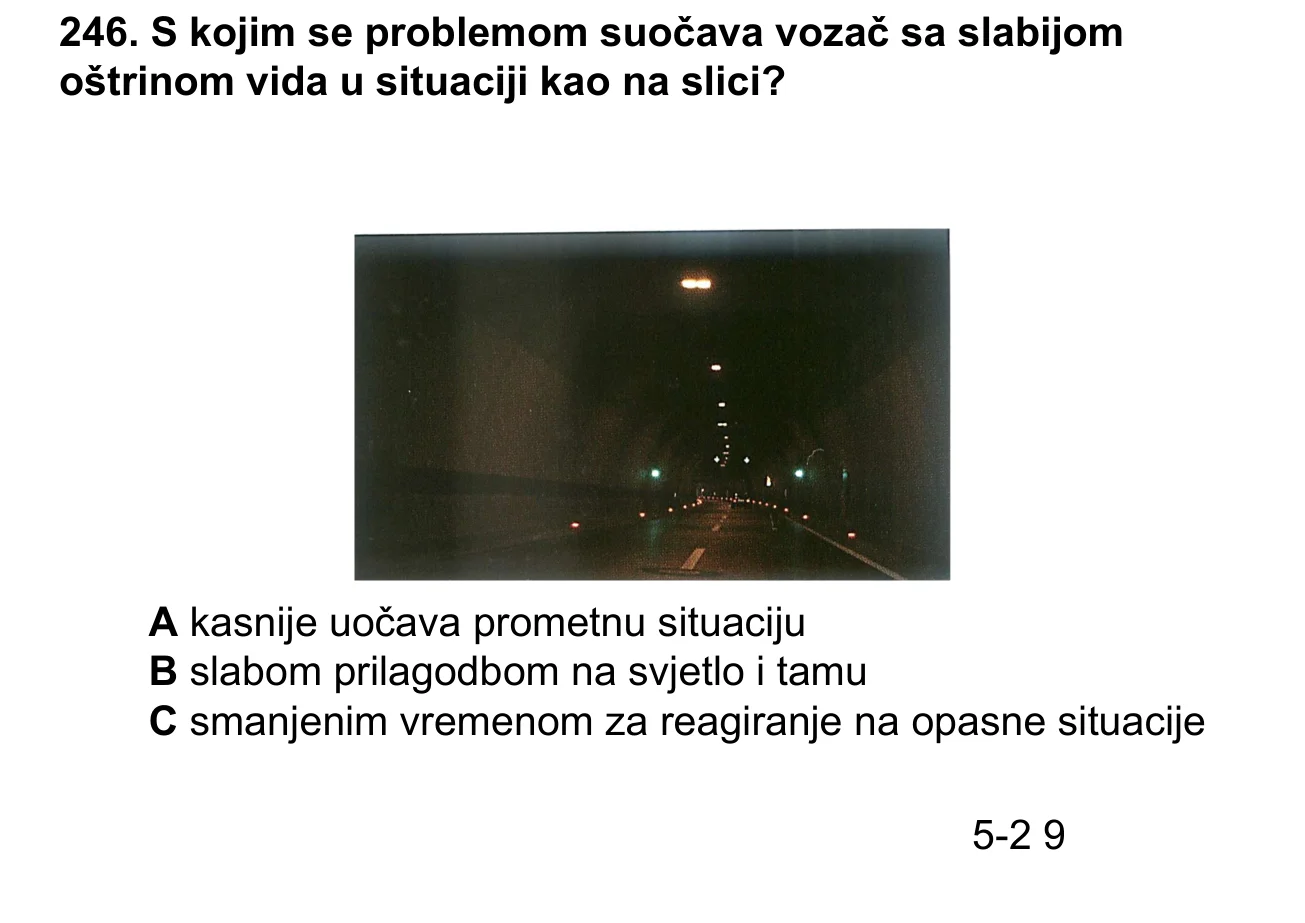 246. S kojim se problemom suočava vozač sa slabijom
oštrinom vida u situaciji kao na slici?
A kasnije uočava prometnu situaciju
B slabom prilagodbom na svjetlo i tamu
C smanjenim vremenom za reagiranje na opasne situacije
5-2 9